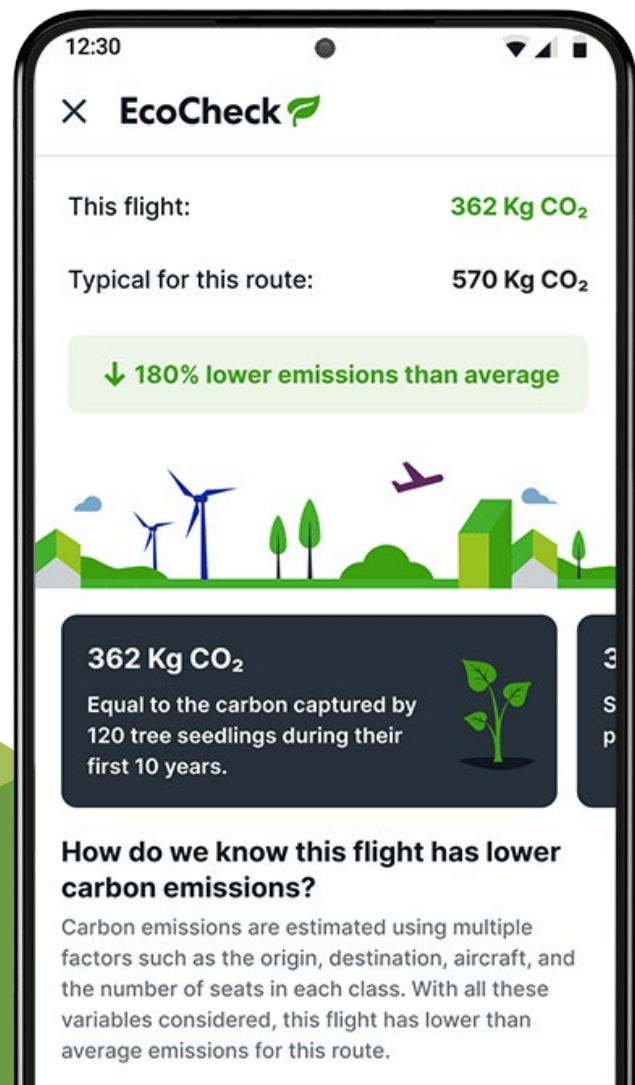 12:30
EcoCheck
This flight: 362 Kg CO₂
Typical for this route: 570 Kg CO₂
↓ 180% lower emissions than average
362 Kg CO₂
Equal to the carbon captured by
120 tree seedlings during their
first 10 years.
3
S
p
How do we know this flight has lower
carbon emissions?
Carbon emissions are estimated using multiple
factors such as the origin, destination, aircraft, and
the number of seats in each class. With all these
variables considered, this flight has lower than
average emissions for this route.